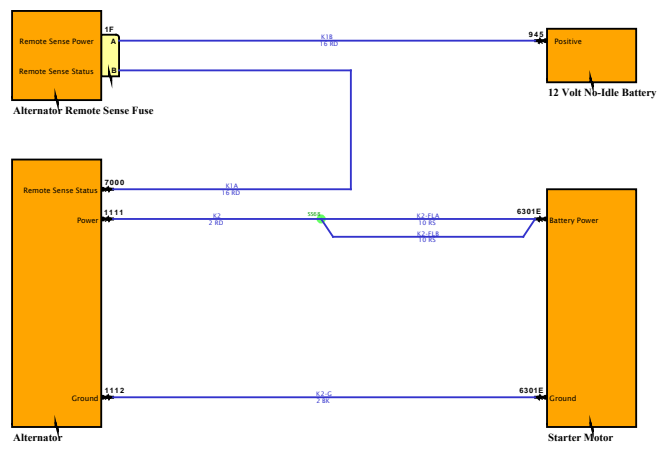 1F
K1B
16 RD
945
Remote Sense Power
A
Positive
Remote Sense Status
B
12 Volt No-Idle Battery
Alternator Remote Sense Fuse
7000
Remote Sense Status
K1A
16 RD
1111
Power
K2
2 RD
S5B8
K2-FLA
10 RS
6301E
Battery Power
K2-FLB
10 RS
1112
Ground
K2-G
2 BK
6301E
Ground
Alternator
Starter Motor